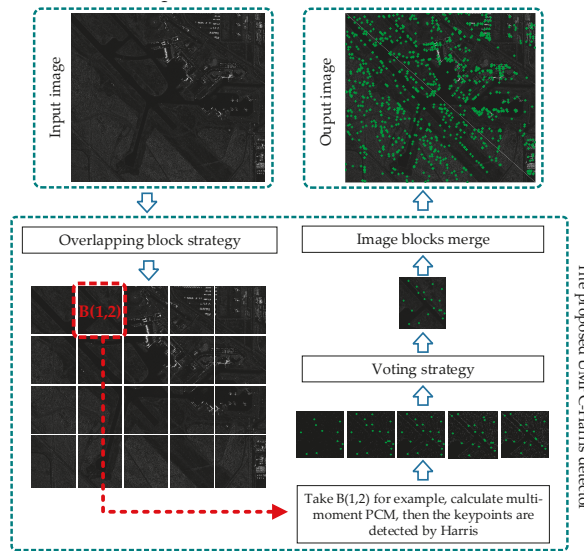 Input image
Ouput image
Overlapping block strategy
B(1,2)
Image blocks merge
Voting strategy
Take B(1,2) for example, calculate multi-
moment PCM, then the keypoints are
detected by Harris
The proposed detector